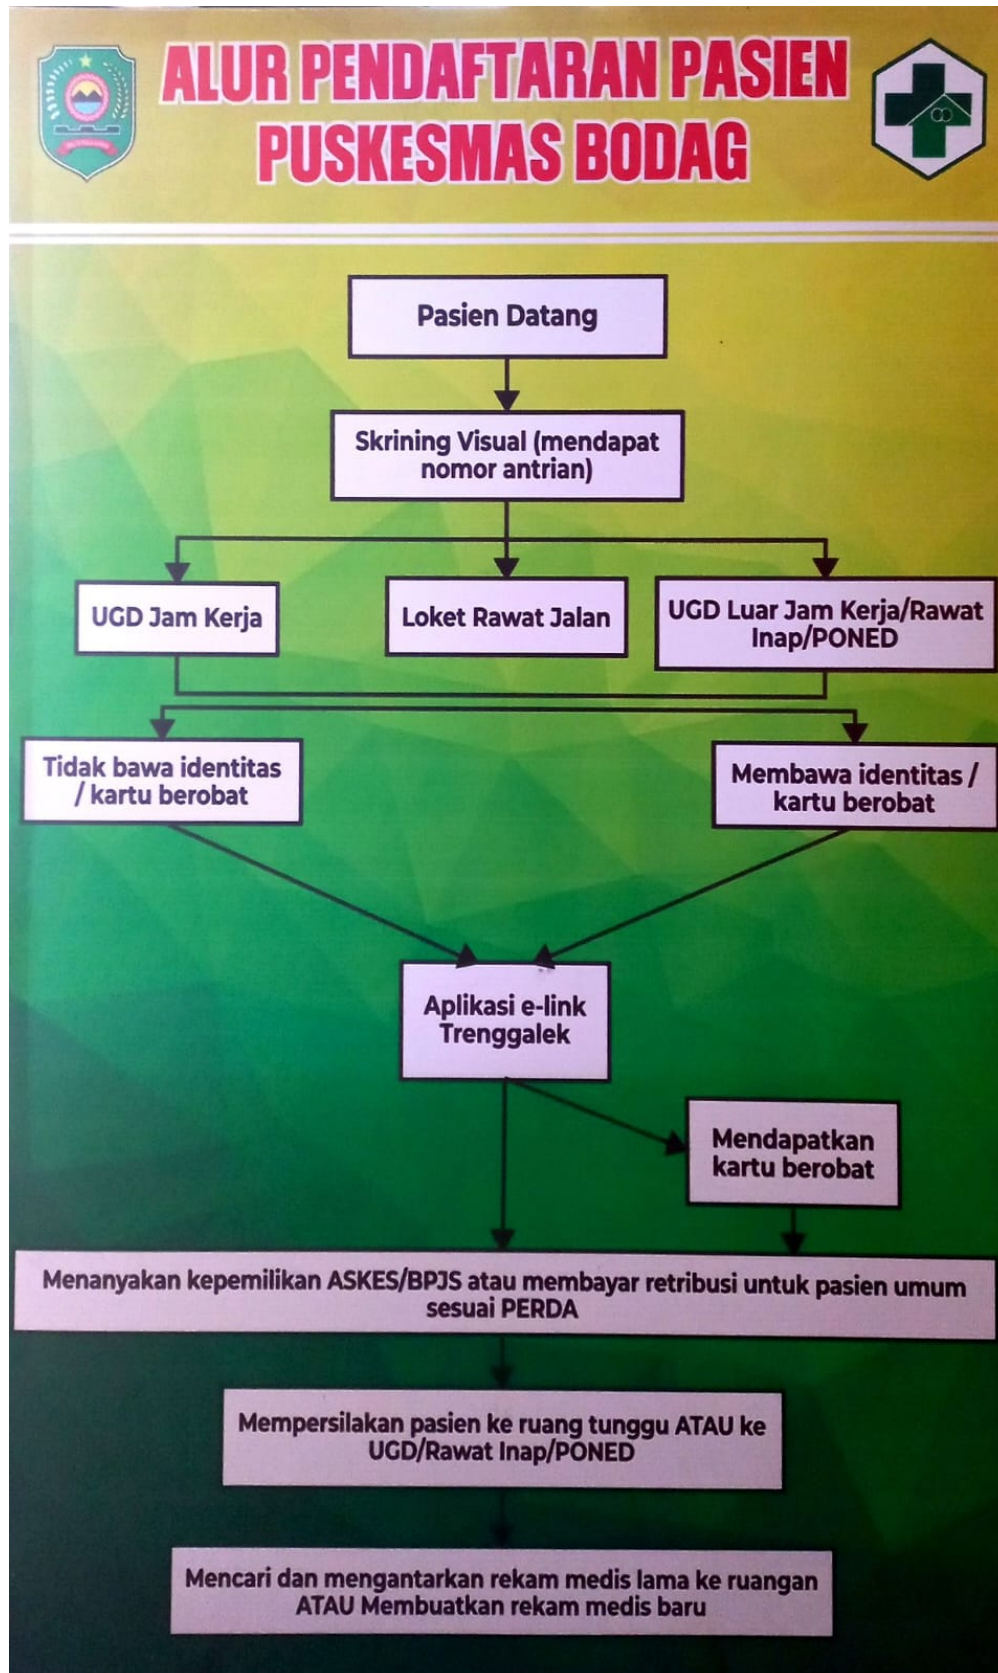 ALUR PENDAFTARAN PASIEN
PUSKESMAS BODAG
Pasien Datang
Skrining Visual (mendapat
nomor antrian)
UGD Jam Kerja
Loket Rawat Jalan
UGD Luar Jam Kerja/Rawat
Inap/PONED
Tidak bawa identitas
/ kartu berobat
Membawa identitas /
kartu berobat
Aplikasi e-link
Trenggalek
Mendapatkan
kartu berobat
Menanyakan kepemilikan ASKES/BPJS atau membayar retribusi untuk pasien umum
sesuai PERDA
Mempersilakan pasien ke ruang tunggu ATAU ke
UGD/Rawat Inap/PONED
Mencari dan mengantarkan rekam medis lama ke ruangan
ATAU Membuatkan rekam medis baru